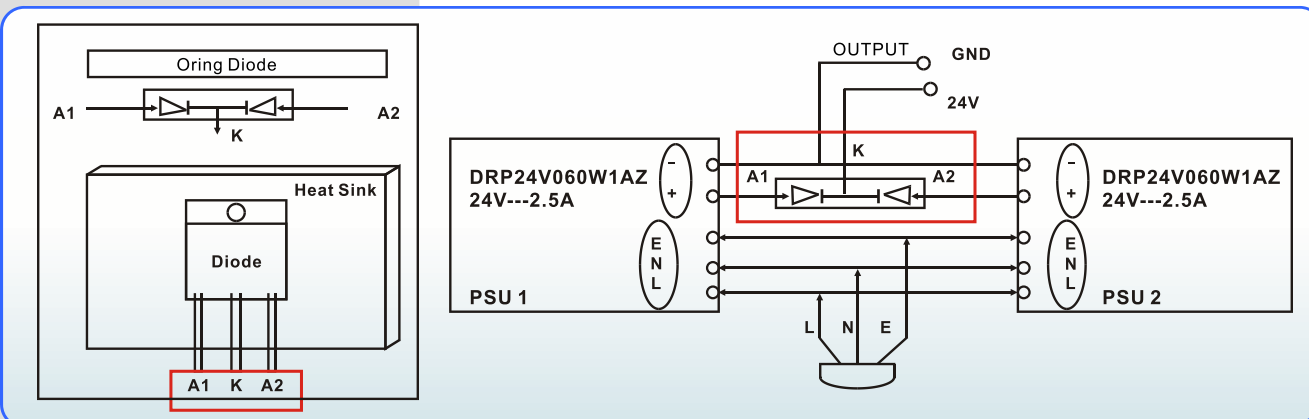 Oring Diode
A1
A2
K
Heat Sink
Diode
A1 K A2
OUTPUT
GND
24V
DRP24V060W1AZ
24V---2.5A
-
+
E
N
L
PSU 1
K
A1
A2
-
+
DRP24V060W1AZ
24V---2.5A
E
N
L
PSU 2
L N E